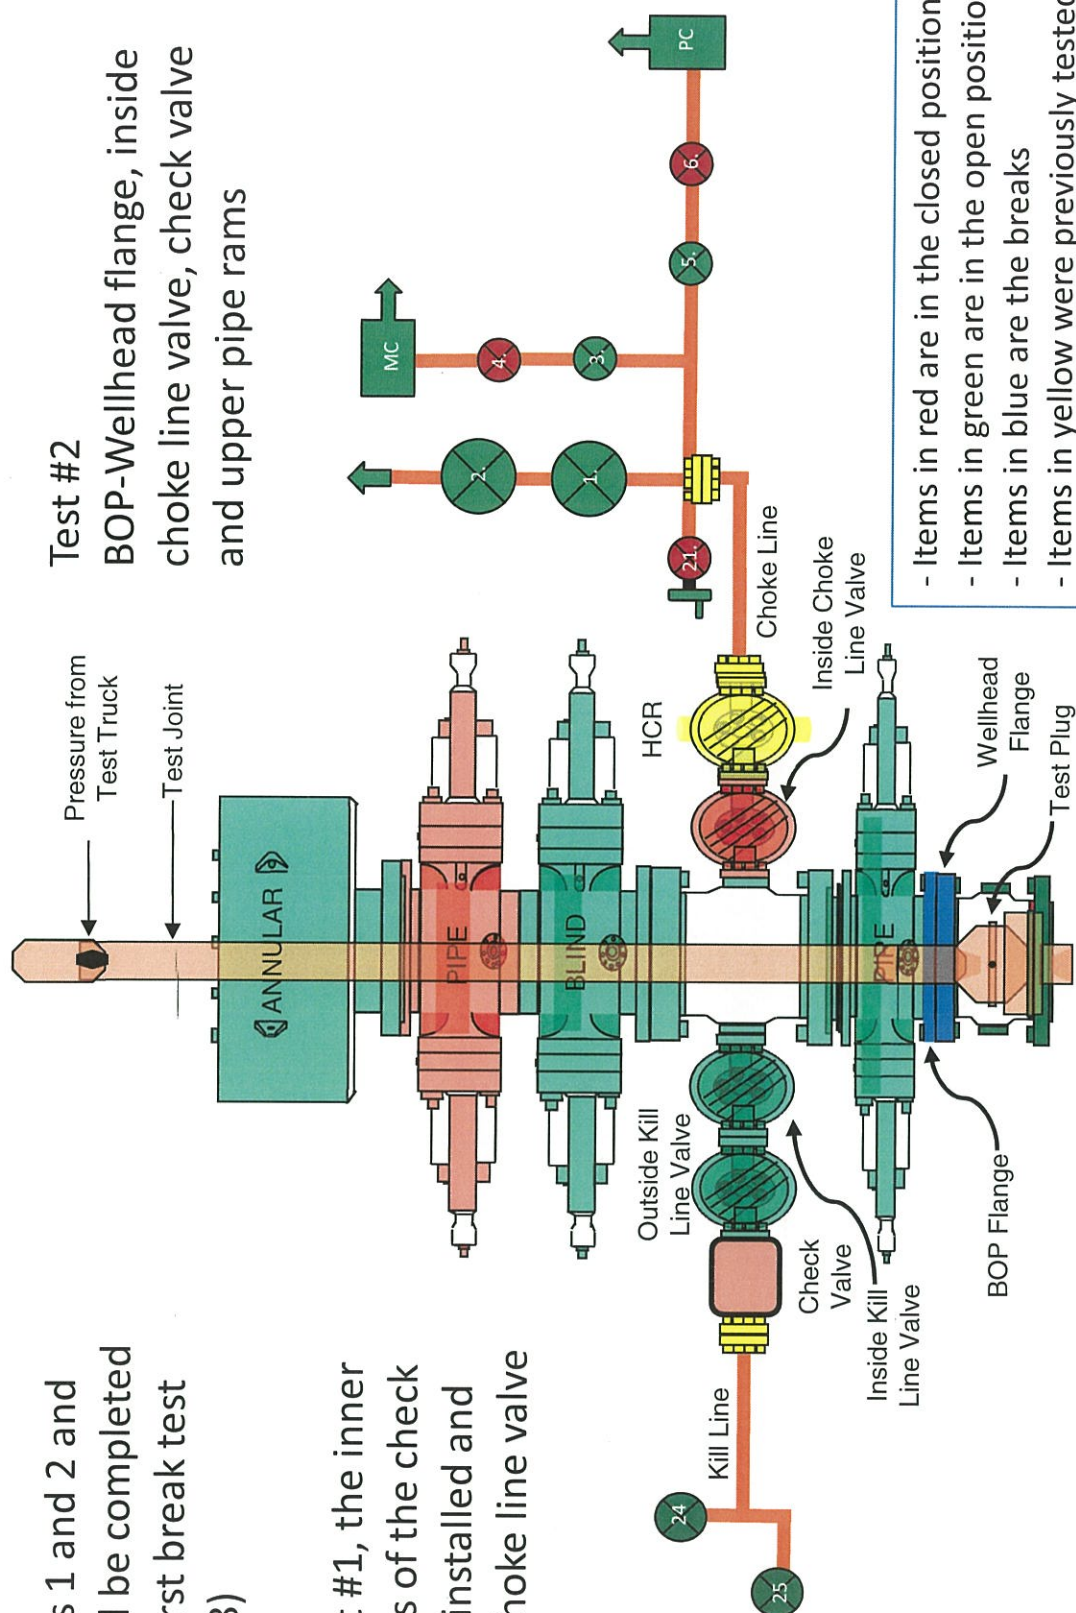 Test #2
BOP-Wellhead flange, inside
choke line valve, check valve
and upper pipe rams
s 1 and 2 and
l be completed
rst break test
#1, the inner
s of the check
installed and
hoke line valve
Pressure from
Test Truck
Test Joint
ANNULAR
PIPE
BLIND
PIPE
HCR
Choke Line
Inside Choke
Line Valve
Wellhead
Flange
Test Plug
Outside Kill
Line Valve
Check
Valve
Inside Kill
Line Valve
BOP Flange
Kill Line
24
25
MC
PC
1.
2.
3.
4.
5.
6.
21.
- Items in red are in the closed position
- Items in green are in the open positio
- Items in blue are the breaks
- Items in yellow were previously tested